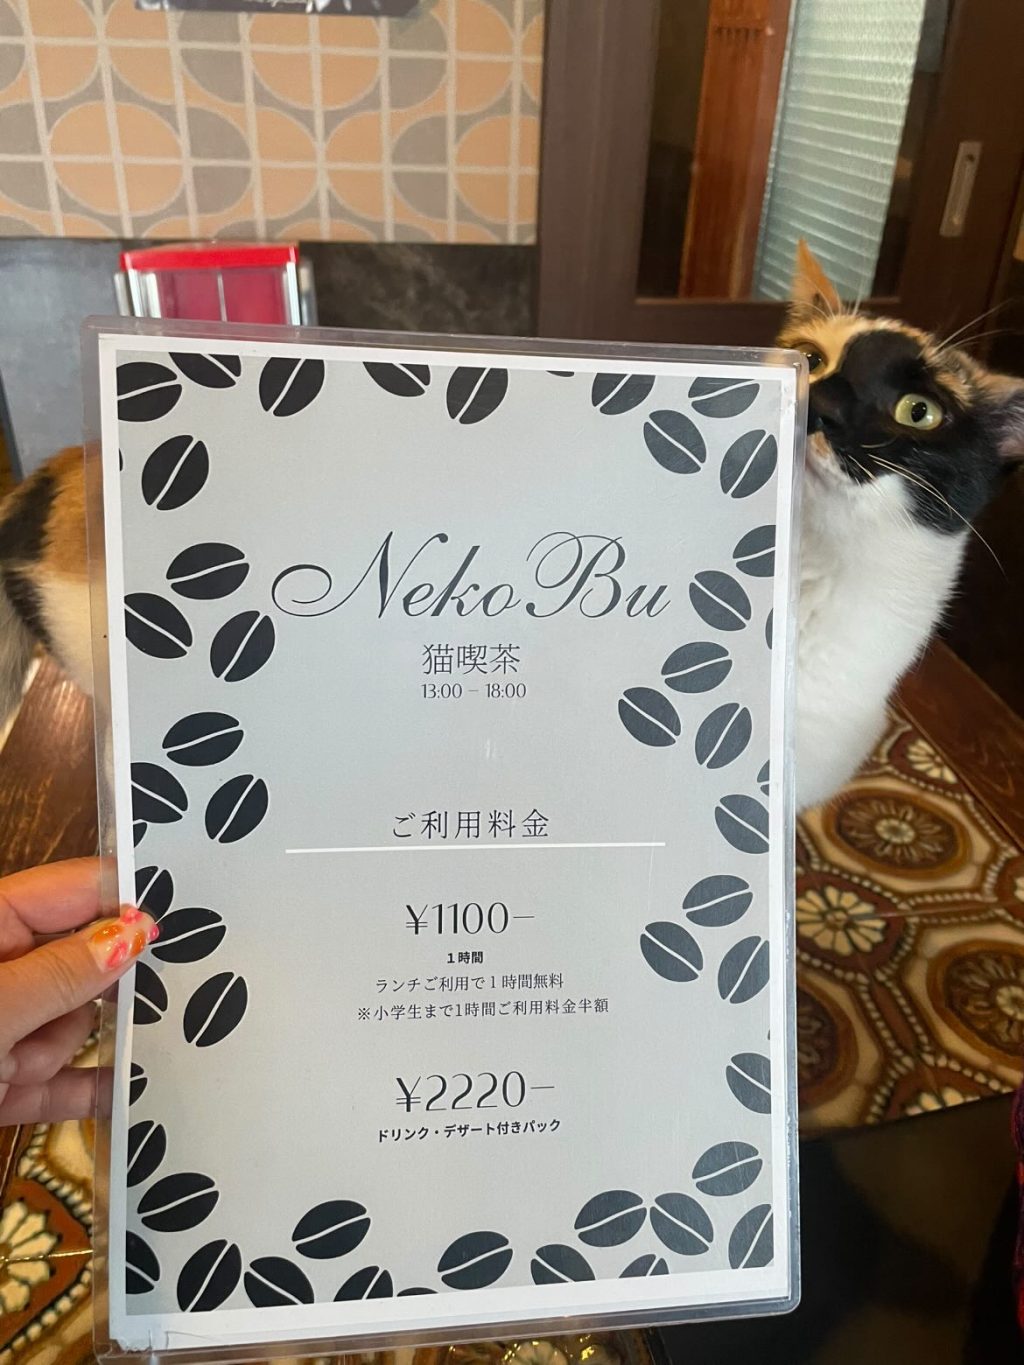 Neko Bu
猫喫茶
13:00 – 18:00
ご利用料金
¥1100−
1時間
ランチご利用で1時間無料
※小学生まで1時間ご利用料金半額
¥2220−
ドリンク・デザート付きパック